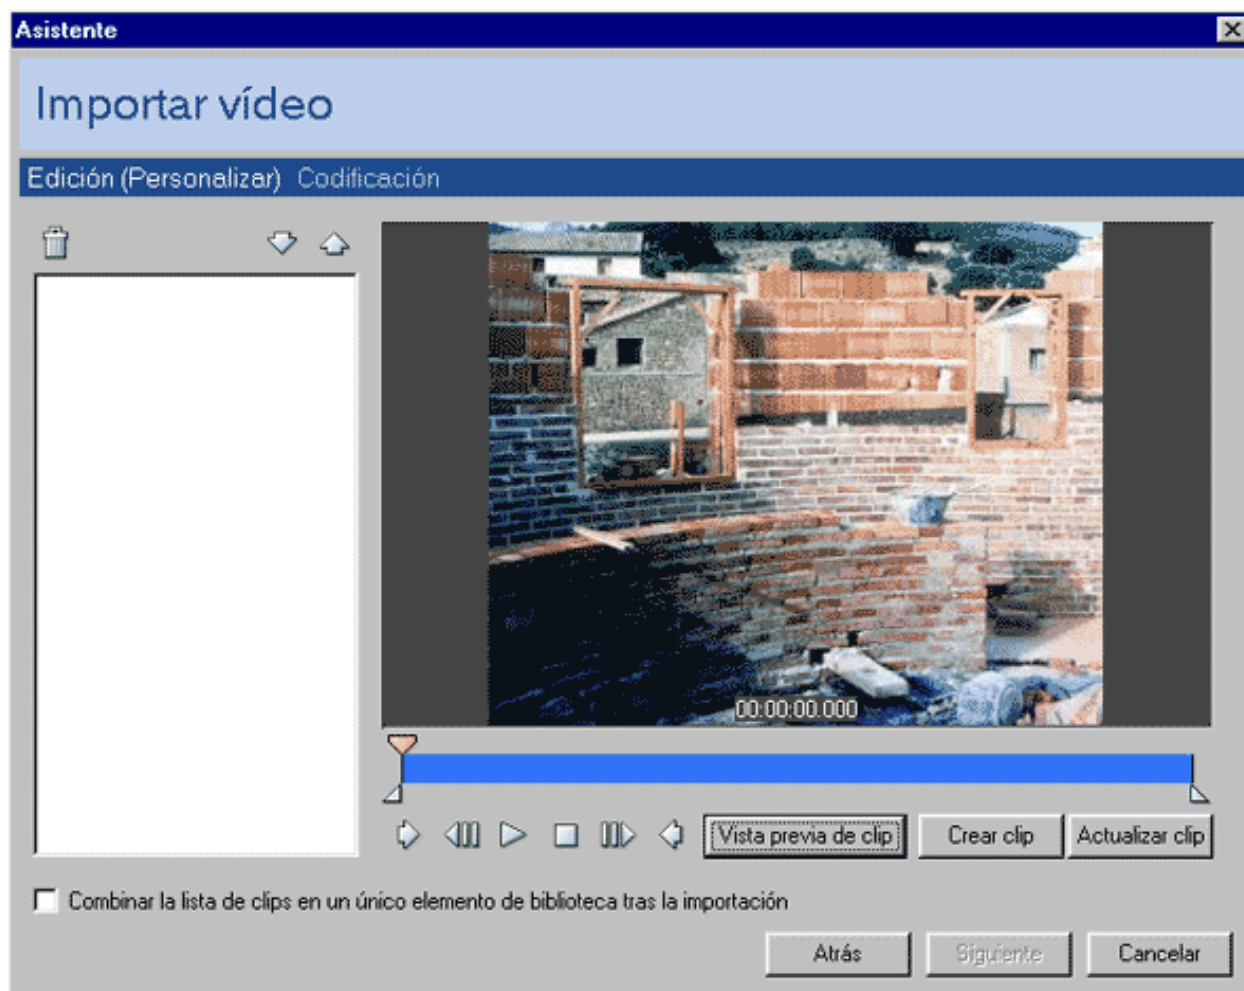 Asistente
Importar vídeo
Edición (Personalizar) Codificación
00:00:00.000
Vista previa de clip Crear clip Actualizar clip
Combinar la lista de clips en un único elemento de biblioteca tras la importación
Atrás Siguiente Cancelar